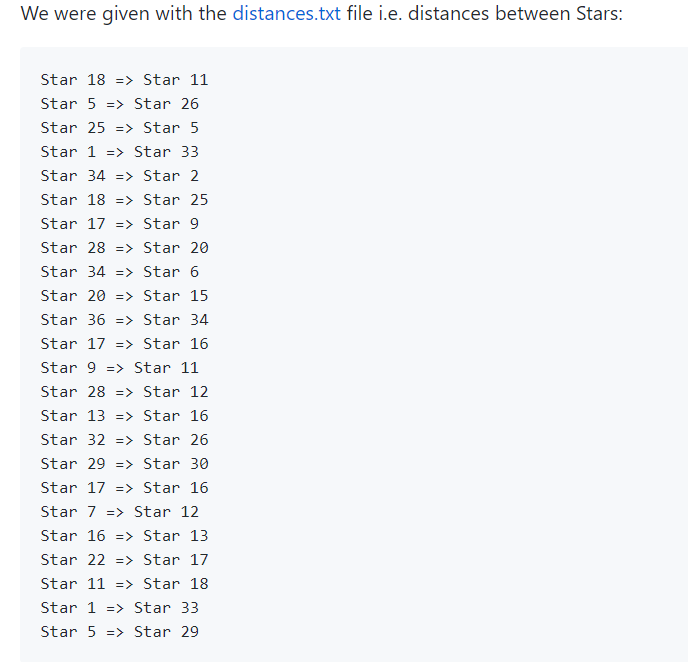 We were given with the distances.txt file i.e. distances between Stars:
Star 18 => Star 11
Star 5 => Star 26
Star 25 => Star 5
Star 1 => Star 33
Star 34 => Star 2
Star 18 => Star 25
Star 17 => Star 9
Star 28 => Star 20
Star 34 => Star 6
Star 20 => Star 15
Star 36 => Star 34
Star 17 => Star 16
Star 9 => Star 11
Star 28 => Star 12
Star 13 => Star 16
Star 32 => Star 26
Star 29 => Star 30
Star 17 => Star 16
Star 7 => Star 12
Star 16 => Star 13
Star 22 => Star 17
Star 11 => Star 18
Star 1 => Star 33
Star 5 => Star 29